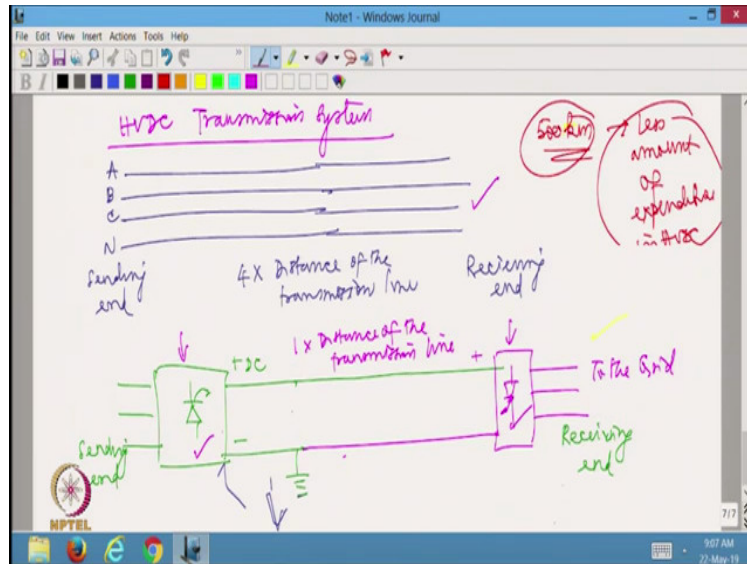 Note1 - Windows Journal
File Edit View Insert Actions Tools Help
B I
HVDC Transmission System
500km → Less
amount
of
expenditure
in HVDC
A
B
C
N
Sending
end
4 X Distance of the
transmission line
Recieving
end
1 X Distance of the
transmission line
+ DC
+
To the Grid
-
Sending
end
Receiving
end
NPTEL
7/7
9:07 AM
22-May-19